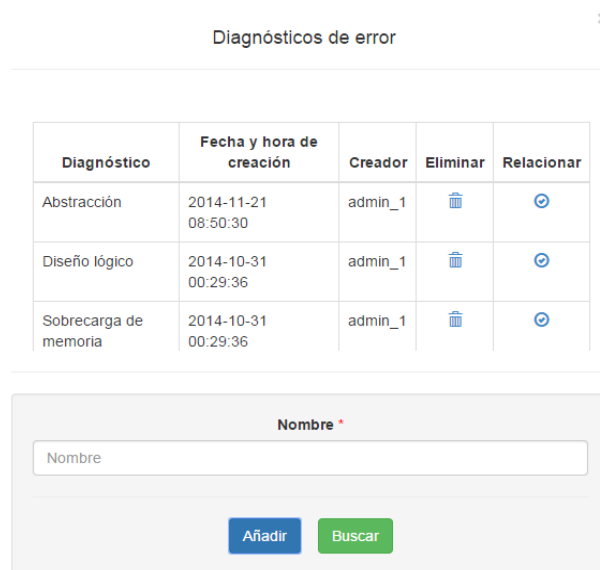 Diagnósticos de error
Diagnóstico Fecha y hora de creación Creador Eliminar Relacionar
Abstracción 2014-11-21 08:50:30 admin_1
Diseño lógico 2014-10-31 00:29:36 admin_1
Sobrecarga de memoria 2014-10-31 00:29:36 admin_1
Nombre *
Nombre
Añadir Buscar